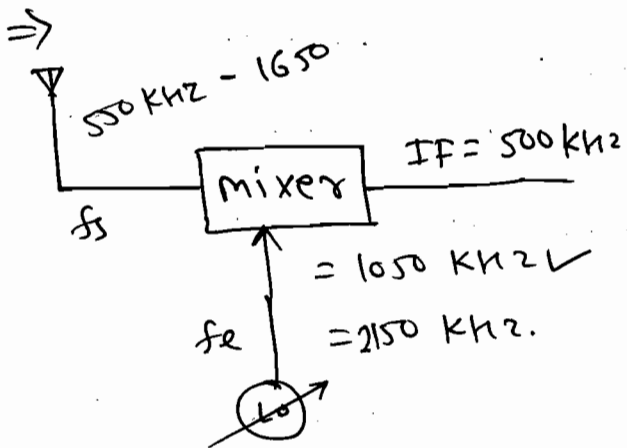 ⇒
550 KHZ - 1650
mixer
IF = 500 KHZ
fs
= 1050 KHZ ✓
fe
= 2150 KHZ.
LO